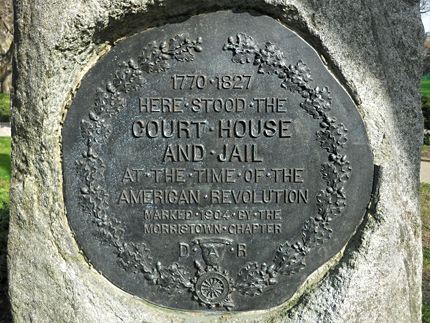 1770·1827
HERE·STOOD·THE
COURT·HOUSE
AND·JAIL
AT·THE·TIME·OF·THE
AMERICAN·REVOLUTION
MARKED·1904·BY·THE
MORRISTOWN·CHAPTER
D·A·R